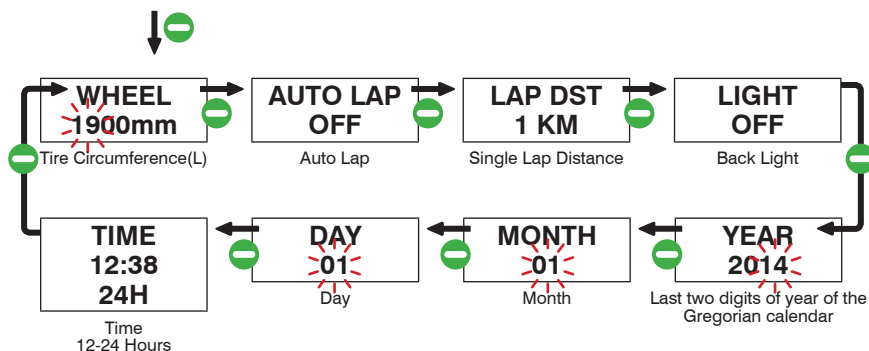 WHEEL
1900mm
Tire Circumference(L)
AUTO LAP
OFF
Auto Lap
LAP DST
1 KM
Single Lap Distance
LIGHT
OFF
Back Light
TIME
12:38
24H
Time
12-24 Hours
DAY
01
Day
MONTH
01
Month
YEAR
2014
Last two digits of year of the
Gregorian calendar